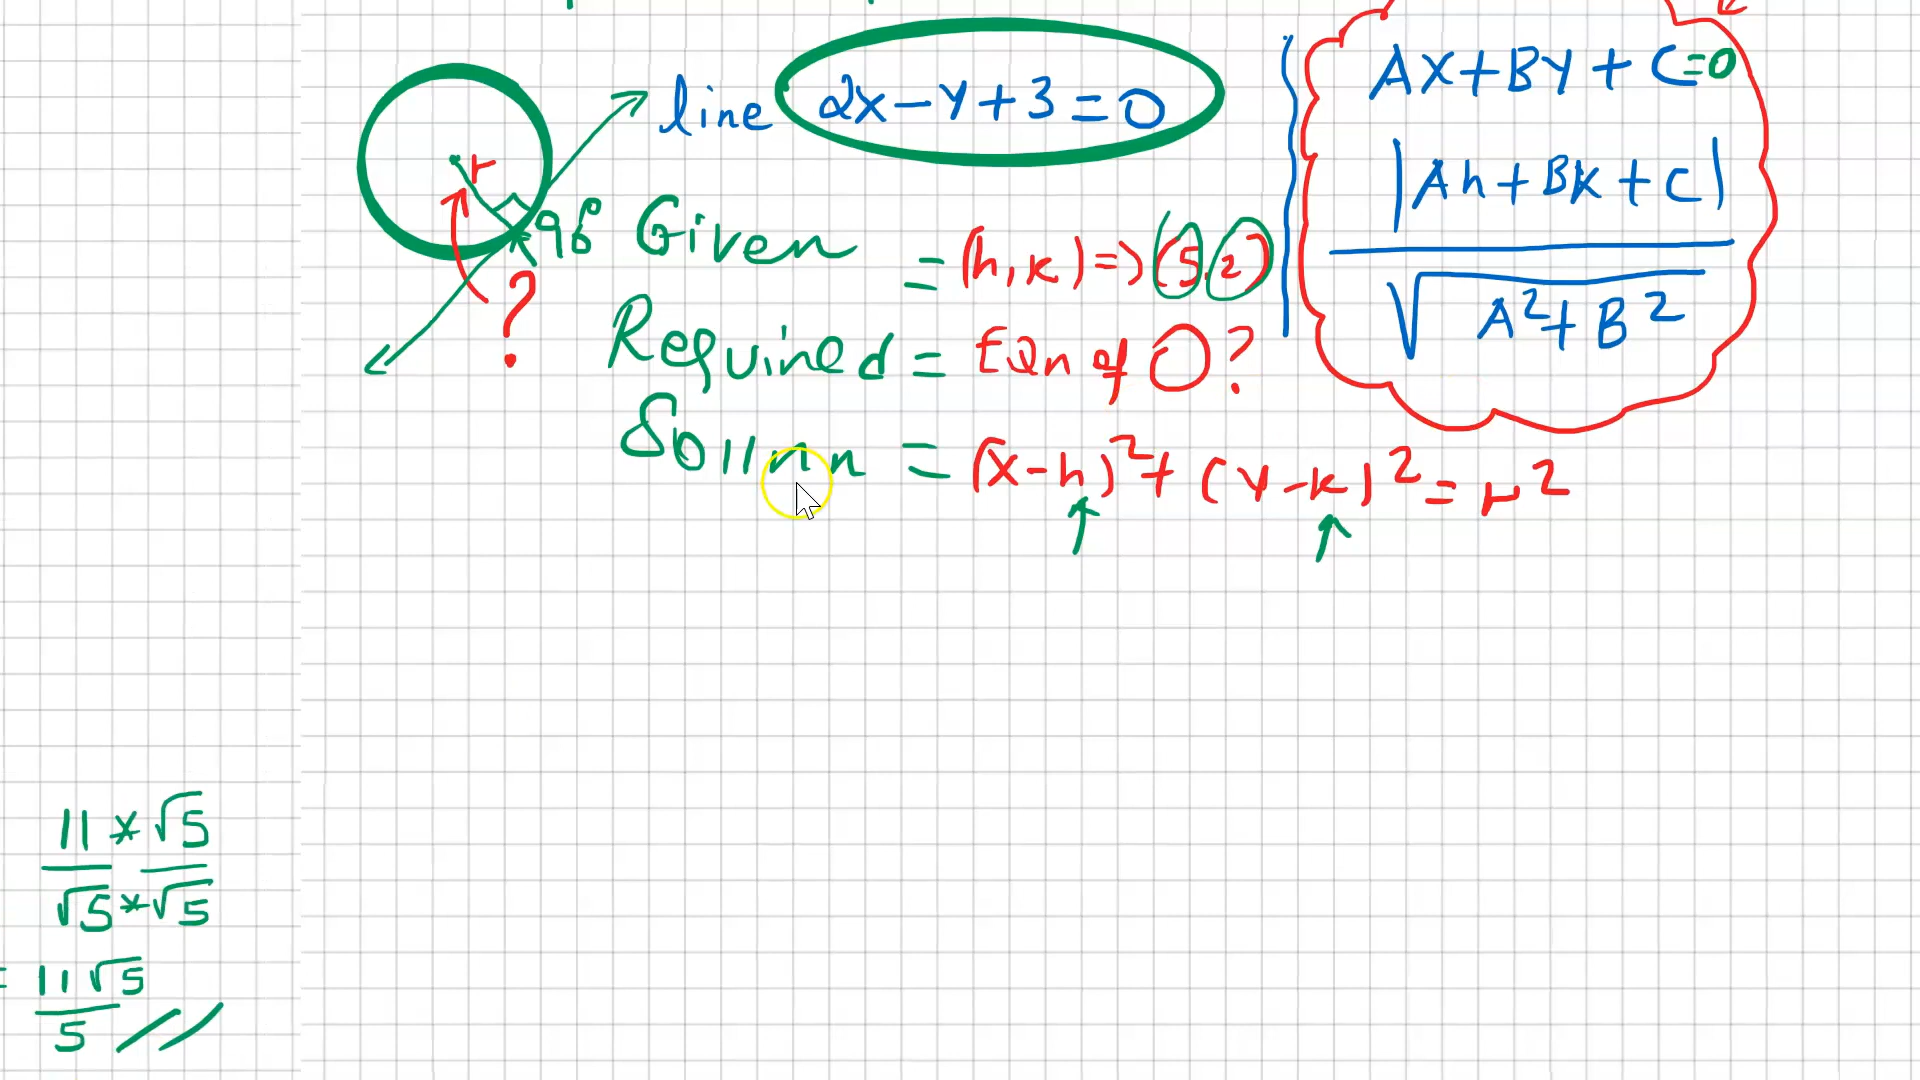 AX+BY+C=0
line 2X-Y+3=0
r
|Ah+BK+C|
√A²+B²
90° Given = (h,K)=>(5,2)
?
Required = EQn of O?
= (X-h)²+(Y-k)²=r²
11*√5
√5*√5
= 11√5
5